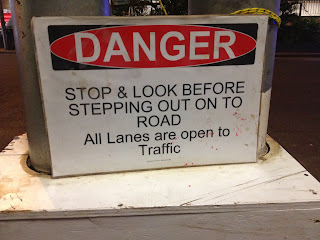 DANGER
STOP & LOOK BEFORE
STEPPING OUT ON TO
ROAD
All Lanes are open to
Traffic